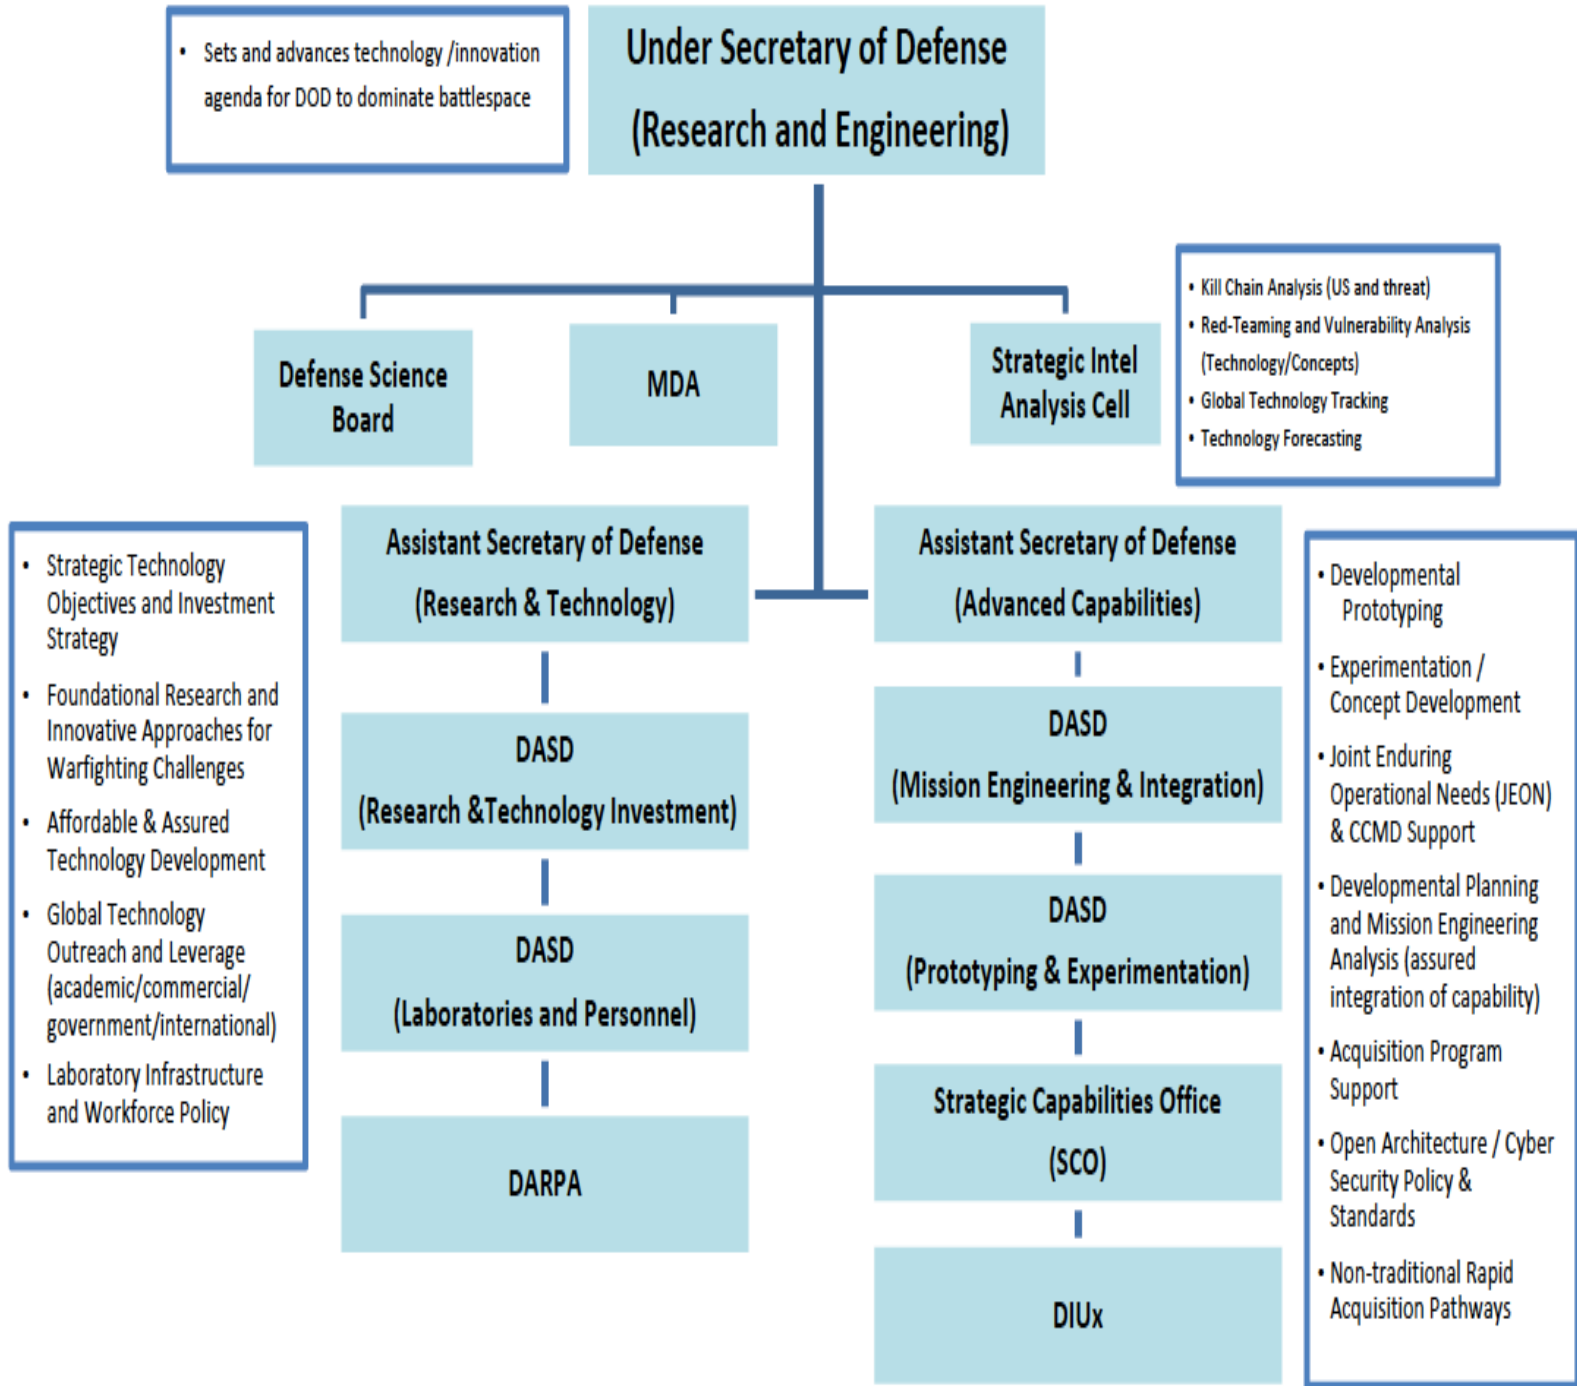 • Sets and advances technology /innovation
agenda for DOD to dominate battlespace
Under Secretary of Defense
(Research and Engineering)
Defense Science
Board
MDA
Strategic Intel
Analysis Cell
• Kill Chain Analysis (US and threat)
• Red-Teaming and Vulnerability Analysis
(Technology/Concepts)
• Global Technology Tracking
• Technology Forecasting
• Strategic Technology
Objectives and Investment
Strategy
• Foundational Research and
Innovative Approaches for
Warfighting Challenges
• Affordable & Assured
Technology Development
• Global Technology
Outreach and Leverage
(academic/commercial/
government/international)
• Laboratory Infrastructure
and Workforce Policy
Assistant Secretary of Defense
(Research & Technology)
DASD
(Research &Technology Investment)
DASD
(Laboratories and Personnel)
DARPA
Assistant Secretary of Defense
(Advanced Capabilities)
DASD
(Mission Engineering & Integration)
DASD
(Prototyping & Experimentation)
Strategic Capabilities Office
(SCO)
DIUx
• Developmental
Prototyping
• Experimentation /
Concept Development
• Joint Enduring
Operational Needs (JEON)
& CCMD Support
• Developmental Planning
and Mission Engineering
Analysis (assured
integration of capability)
• Acquisition Program
Support
• Open Architecture / Cyber
Security Policy &
Standards
• Non-traditional Rapid
Acquisition Pathways